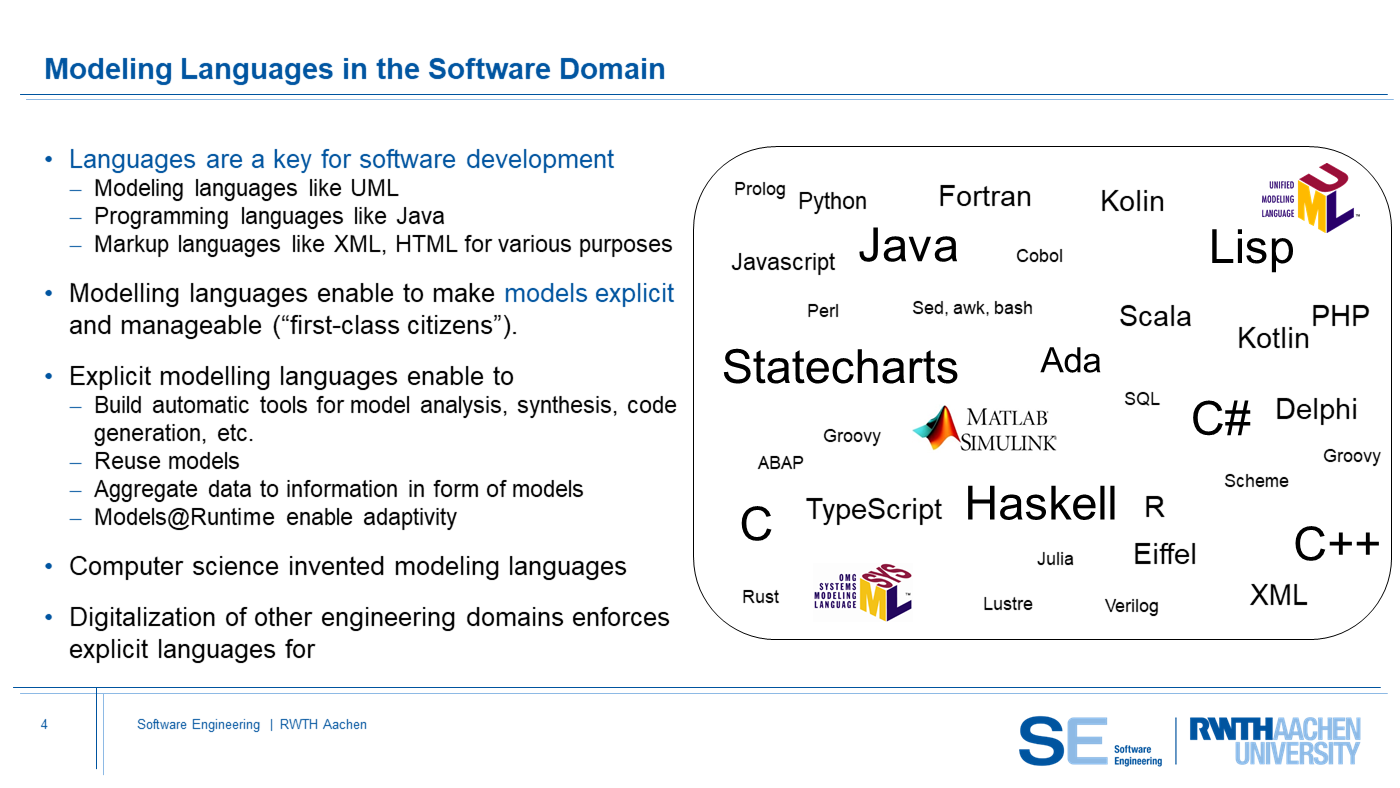 Modeling Languages in the Software Domain
• Languages are a key for software development
– Modeling languages like UML
– Programming languages like Java
– Markup languages like XML, HTML for various purposes
• Modelling languages enable to make models explicit
and manageable (“first-class citizens”).
• Explicit modelling languages enable to
– Build automatic tools for model analysis, synthesis, code
generation, etc.
– Reuse models
– Aggregate data to information in form of models
– Models@Runtime enable adaptivity
• Computer science invented modeling languages
• Digitalization of other engineering domains enforces
explicit languages for
Prolog
Python
Fortran
Kolin
UNIFIED
MODELING
LANGUAGE
UML™
Javascript
Java
Cobol
Lisp
Perl
Sed, awk, bash
Scala
Kotlin
PHP
Statecharts
Ada
SQL
C#
Delphi
Groovy
MATLAB
SIMULINK®
Groovy
ABAP
Scheme
C
TypeScript
Haskell
R
C++
Julia
Eiffel
Rust
OMG
SYSTEMS
MODELING
LANGUAGE
SYSML™
Lustre
Verilog
XML
4
Software Engineering | RWTH Aachen
SE
Software
Engineering
RWTHAACHEN
UNIVERSITY